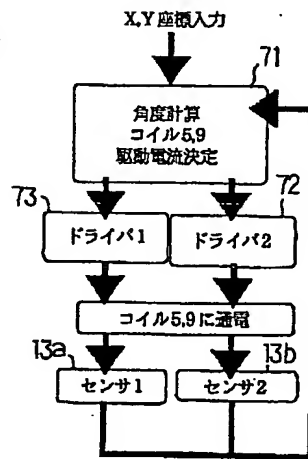 X,Y座標入力
71
角度計算
コイル5,9
駆動電流決定
73
72
ドライバ1
ドライバ2
コイル5,9に通電
13a
13b
センサ1
センサ2